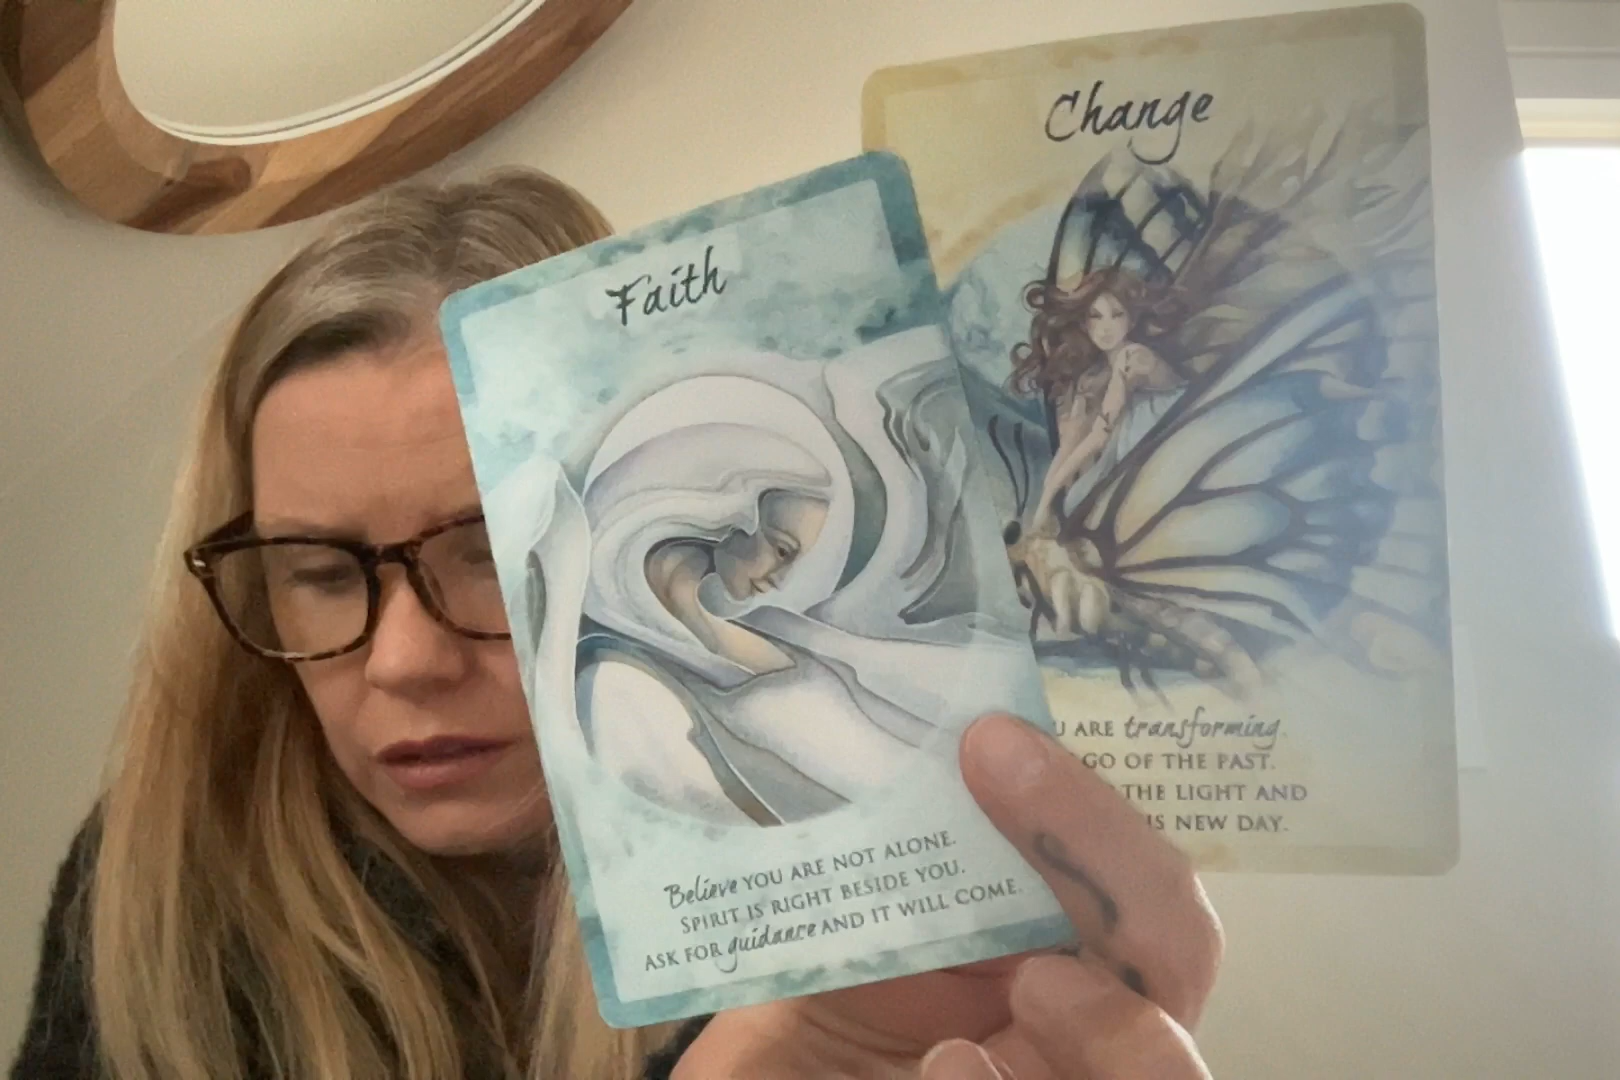 Change
Faith
ARE transforming.
GO OF THE PAST.
THE LIGHT AND
NEW DAY.
Believe YOU ARE NOT ALONE.
SPIRIT IS RIGHT BESIDE YOU.
ASK FOR guidance AND IT WILL COME.